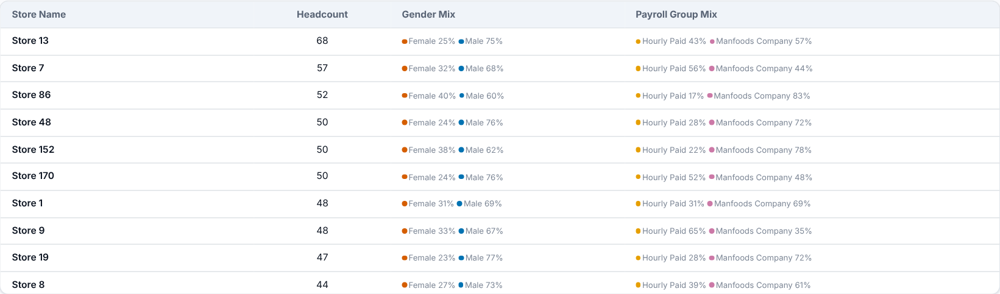 Store Name Headcount Gender Mix Payroll Group Mix
Store 13 68 Female 25% Male 75% Hourly Paid 43% Manfoods Company 57%
Store 7 57 Female 32% Male 68% Hourly Paid 56% Manfoods Company 44%
Store 86 52 Female 40% Male 60% Hourly Paid 17% Manfoods Company 83%
Store 48 50 Female 24% Male 76% Hourly Paid 28% Manfoods Company 72%
Store 152 50 Female 38% Male 62% Hourly Paid 22% Manfoods Company 78%
Store 170 50 Female 24% Male 76% Hourly Paid 52% Manfoods Company 48%
Store 1 48 Female 31% Male 69% Hourly Paid 31% Manfoods Company 69%
Store 9 48 Female 33% Male 67% Hourly Paid 65% Manfoods Company 35%
Store 19 47 Female 23% Male 77% Hourly Paid 28% Manfoods Company 72%
Store 8 44 Female 27% Male 73% Hourly Paid 39% Manfoods Company 61%